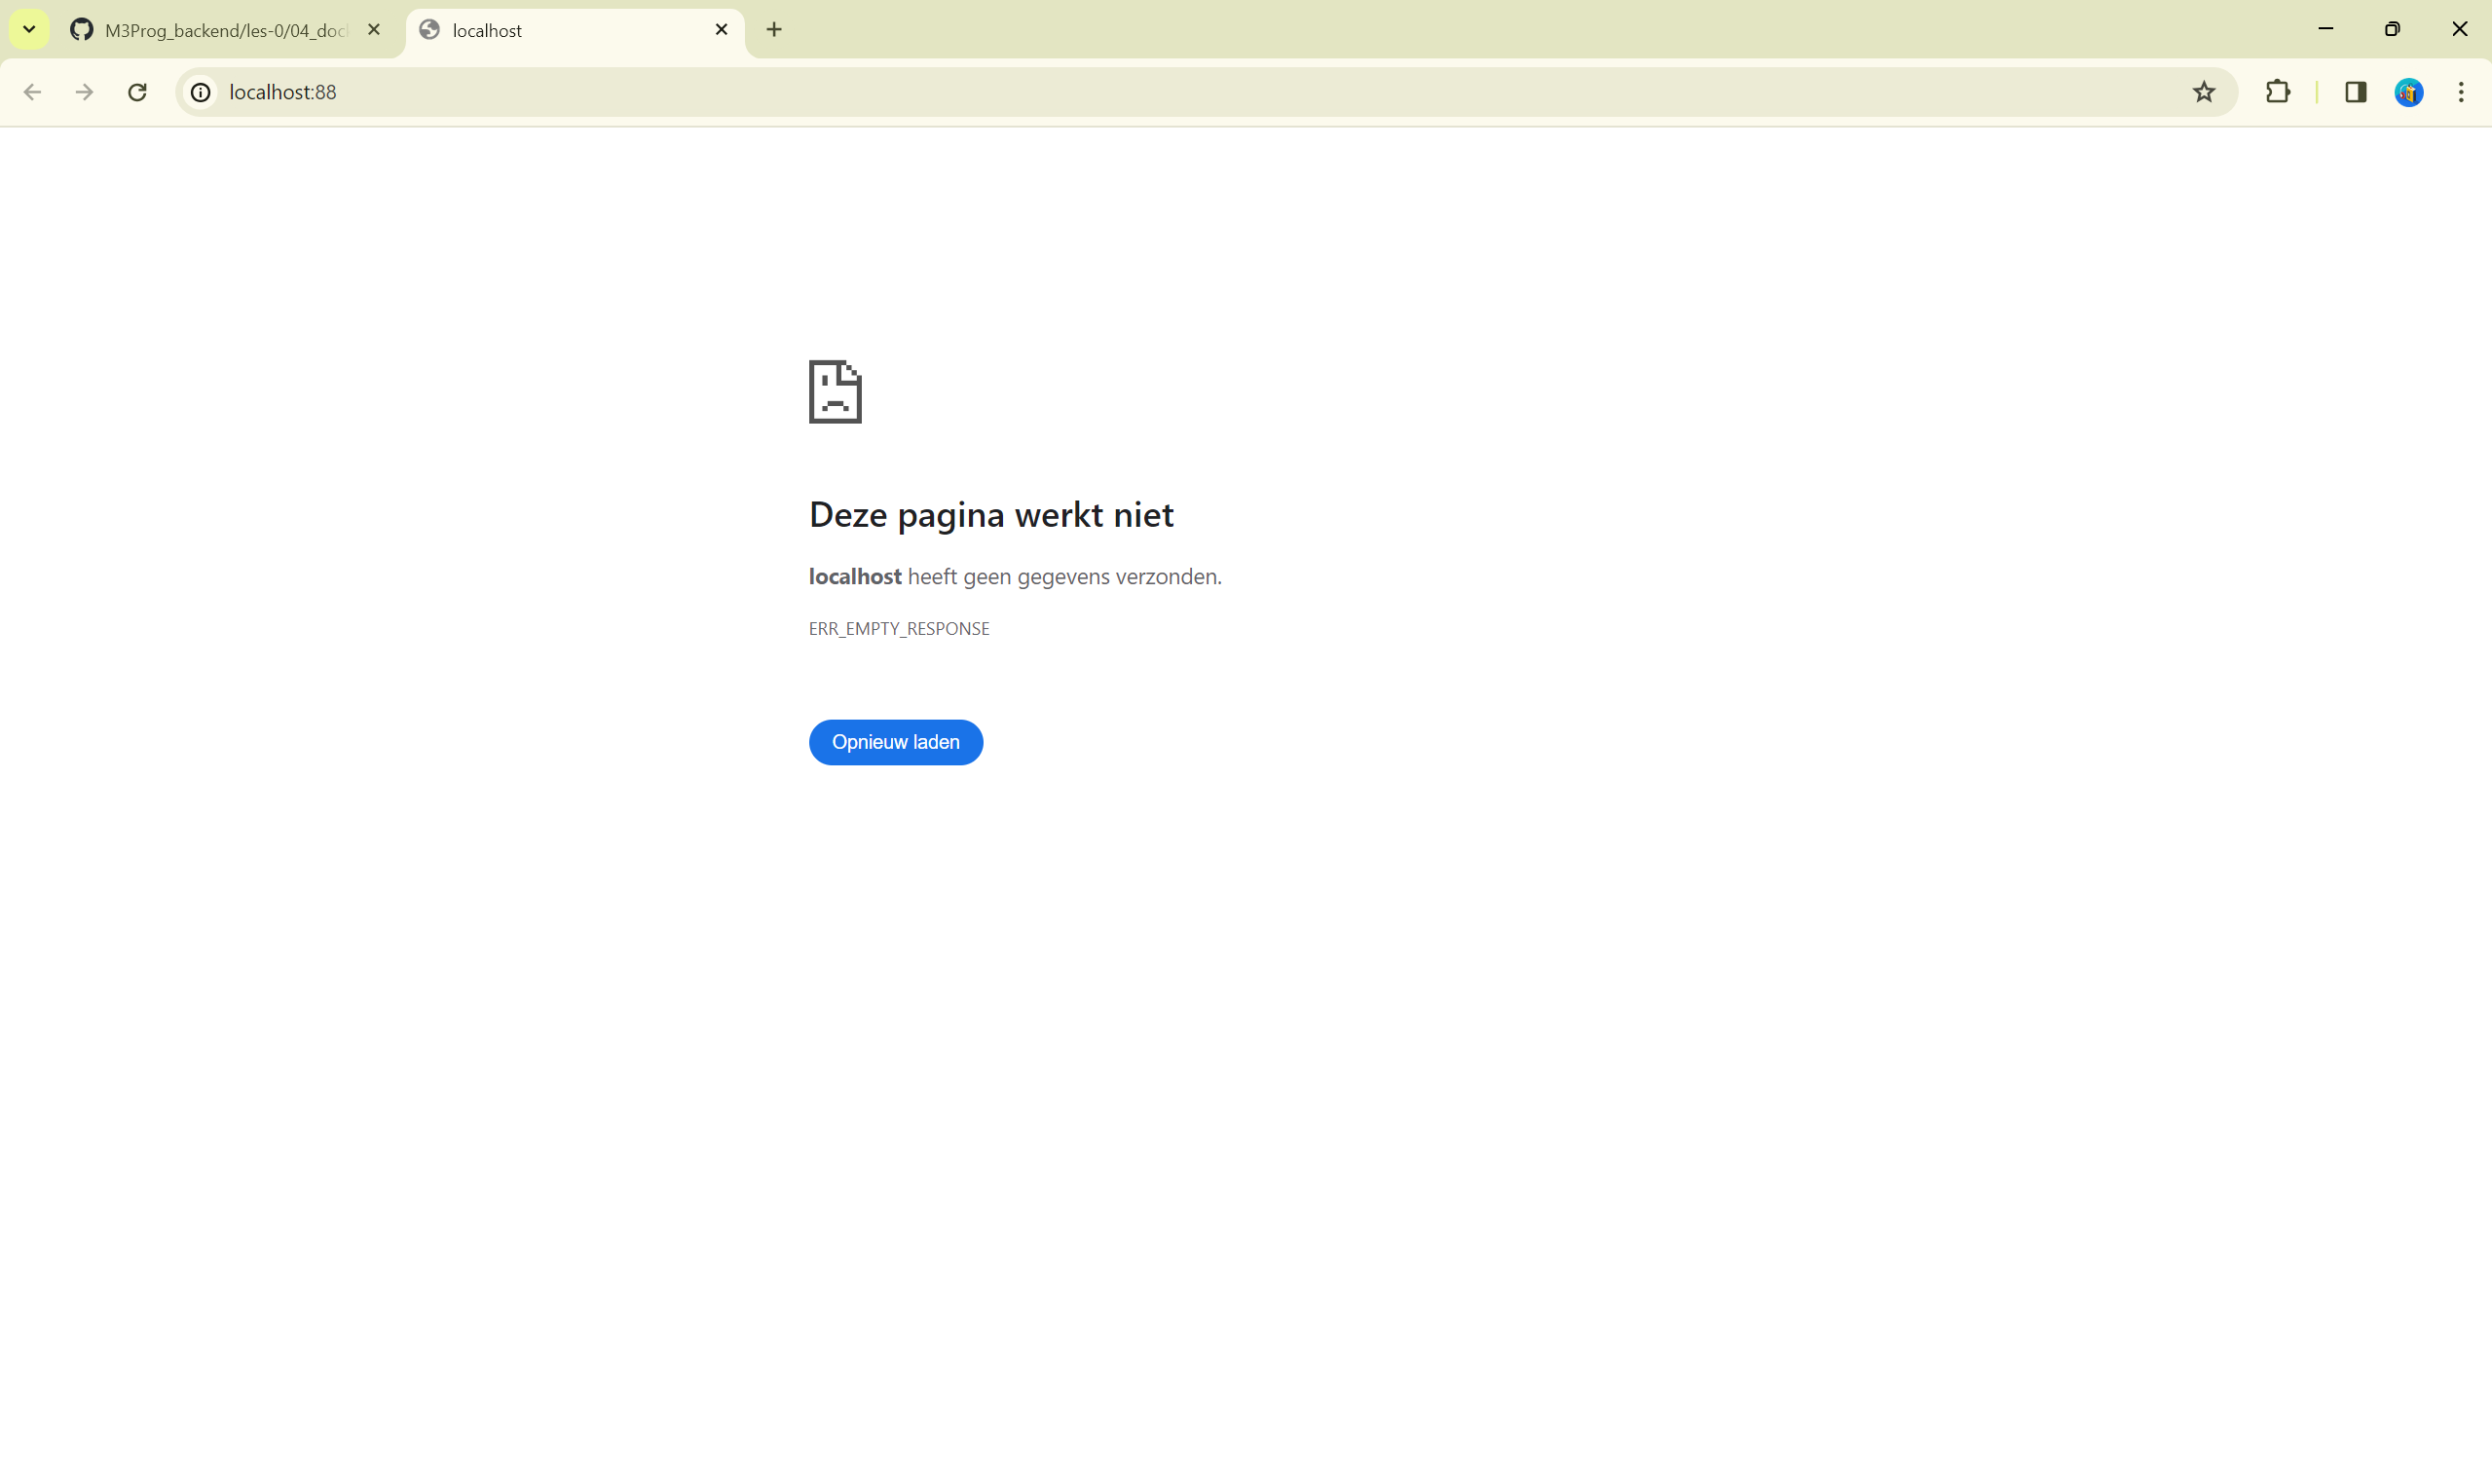 M3Prog_backend/les-0/04_doc
localhost
localhost:88
Deze pagina werkt niet
localhost heeft geen gegevens verzonden.
ERR_EMPTY_RESPONSE
Opnieuw laden